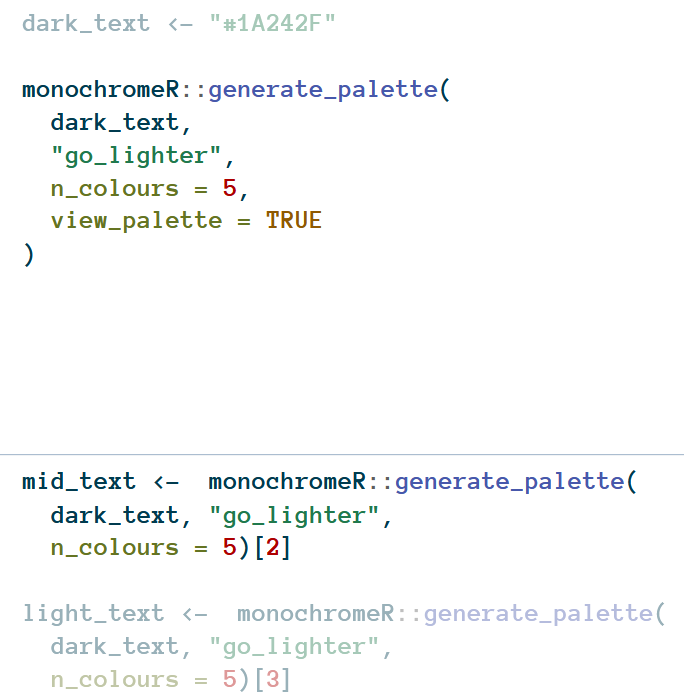 dark_text <- "#1A242F"
monochromeR::generate_palette(
  dark_text,
  "go_lighter",
  n_colours = 5,
  view_palette = TRUE
)
mid_text <-  monochromeR::generate_palette(
  dark_text, "go_lighter",
  n_colours = 5)[2]
light_text <-  monochromeR::generate_palette(
  dark_text, "go_lighter",
  n_colours = 5)[3]